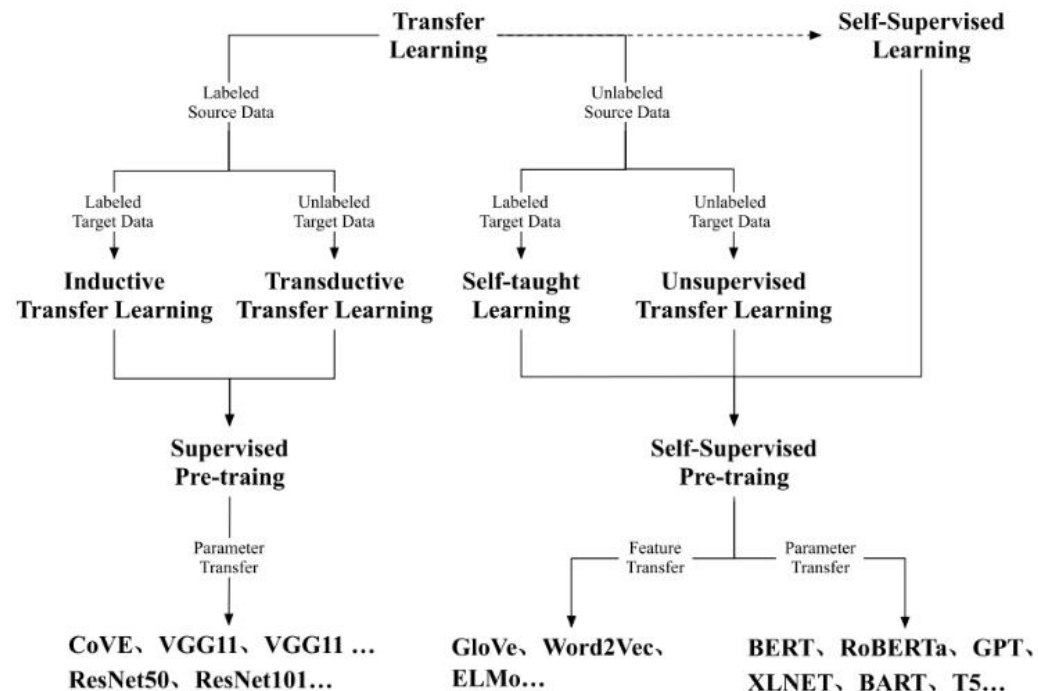 Transfer
Learning
Self-Supervised
Learning
Labeled
Source Data
Unlabeled
Source Data
Labeled
Target Data
Unlabeled
Target Data
Labeled
Target Data
Unlabeled
Target Data
Inductive
Transfer Learning
Transductive
Transfer Learning
Self-taught
Learning
Unsupervised
Transfer Learning
Supervised
Pre-traing
Self-Supervised
Pre-traing
Parameter
Transfer
Feature
Transfer
Parameter
Transfer
CoVE、VGG11、VGG11 …
ResNet50、ResNet101…
GloVe、Word2Vec、
ELMo…
BERT、RoBERTa、GPT、
XLNET、BART、T5…